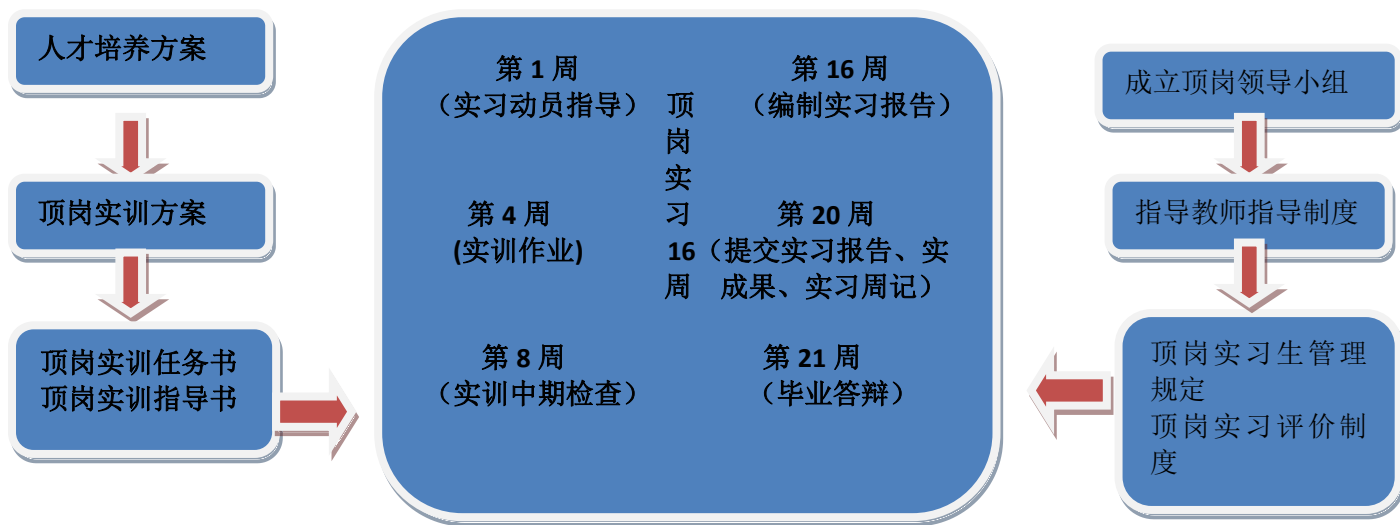 人才培养方案
顶岗实训方案
顶岗实训任务书
顶岗实训指导书
第 1 周
（实习动员指导）
第 4 周
(实训作业)
第 8 周
（实训中期检查）
顶
岗
实
习
16
周
第 16 周
（编制实习报告）
第 20 周
（提交实习报告、实
成果、实习周记）
第 21 周
（毕业答辩）
成立顶岗领导小组
指导教师指导制度
顶岗实习生管理
规定
顶岗实习评价制
度